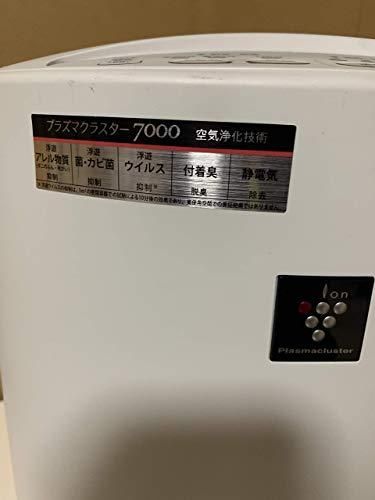 プラズマクラスター7000 空気浄化技術
浮遊 浮遊 浮遊
アレル物質 菌・カビ菌 ウイルス 付着臭 静電気
抑制 抑制 抑制※ 脱臭 除去
Ion
Plasmacluster